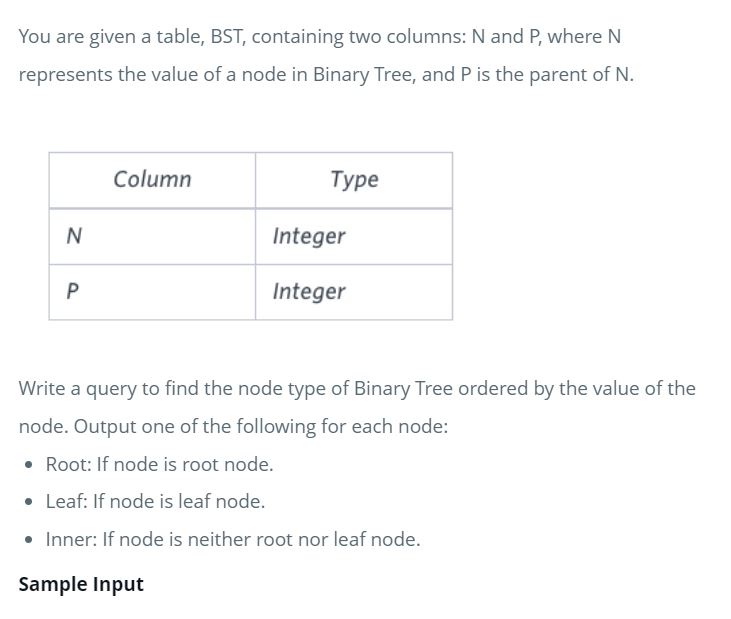 You are given a table, BST, containing two columns: N and P, where N
represents the value of a node in Binary Tree, and P is the parent of N.
Column Type
N Integer
P Integer
Write a query to find the node type of Binary Tree ordered by the value of the
node. Output one of the following for each node:
• Root: If node is root node.
• Leaf: If node is leaf node.
• Inner: If node is neither root nor leaf node.
Sample Input